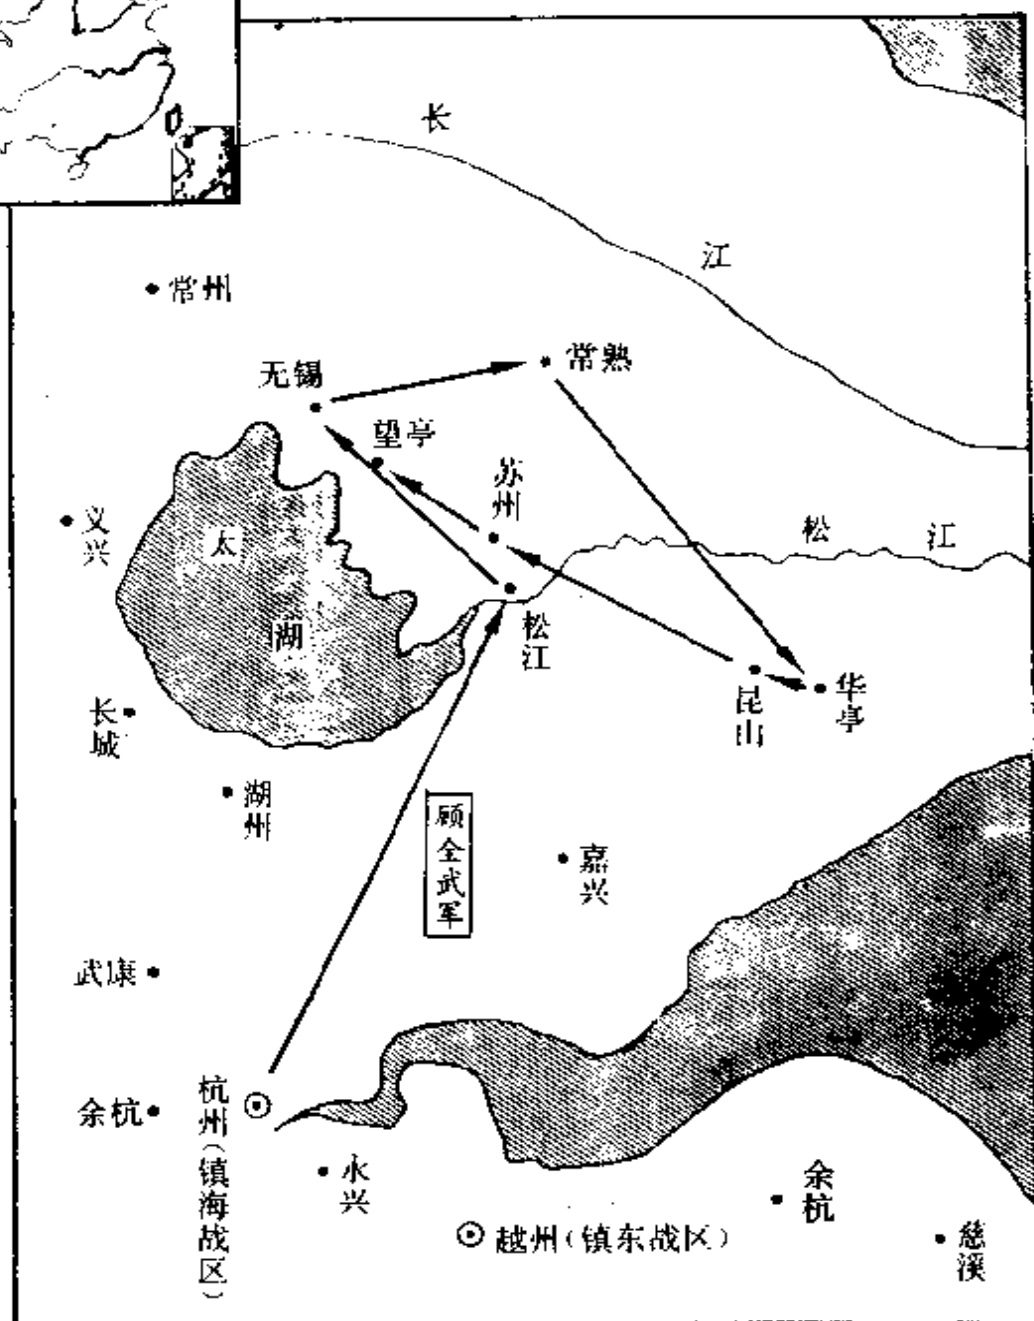 长江
常州
无锡
常熟
望亭
苏州
义兴
太湖
松江
松江
昆山
华亭
长城
湖州
顾全武军
嘉兴
武康
余杭
杭州（镇海战区）
永兴
越州（镇东战区）
余杭
慈溪